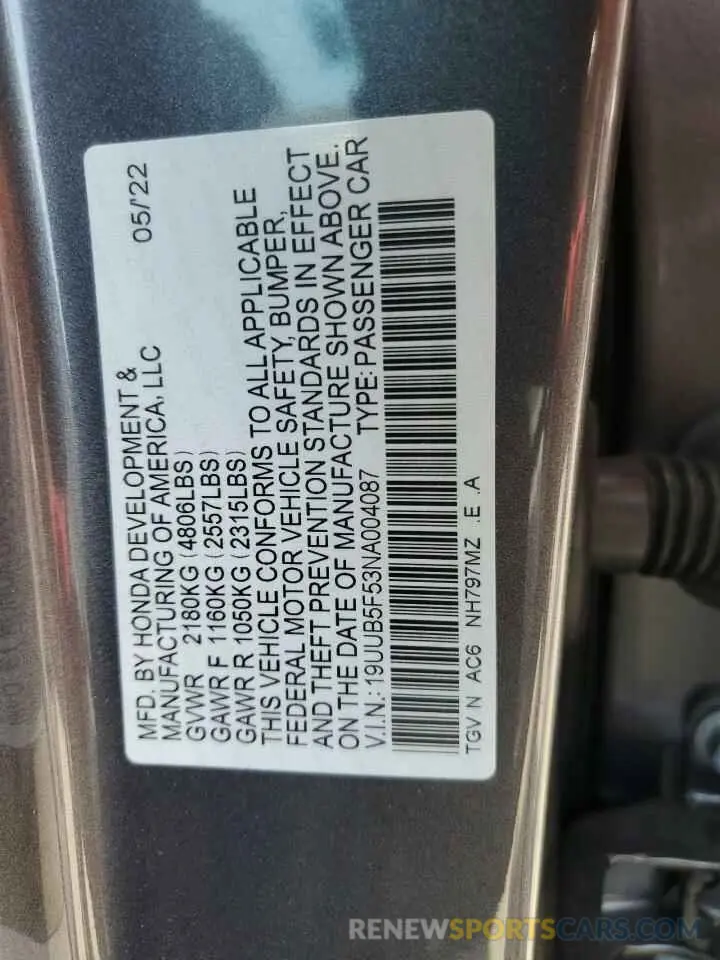 MFD. BY HONDA DEVELOPMENT &
MANUFACTURING OF AMERICA, LLC 05/'22
GVWR 2180KG (4806LBS)
GAWR F 1160KG (2557LBS)
GAWR R 1050KG (2315LBS)
THIS VEHICLE CONFORMS TO ALL APPLICABLE
FEDERAL MOTOR VEHICLE SAFETY, BUMPER,
AND THEFT PREVENTION STANDARDS IN EFFECT
ON THE DATE OF MANUFACTURE SHOWN ABOVE.
V.I.N.: 19UUB5F53NA004087 TYPE: PASSENGER CAR
TGV N AC6 NH797MZ .E .A
RENEWSPORTSCARS.COM